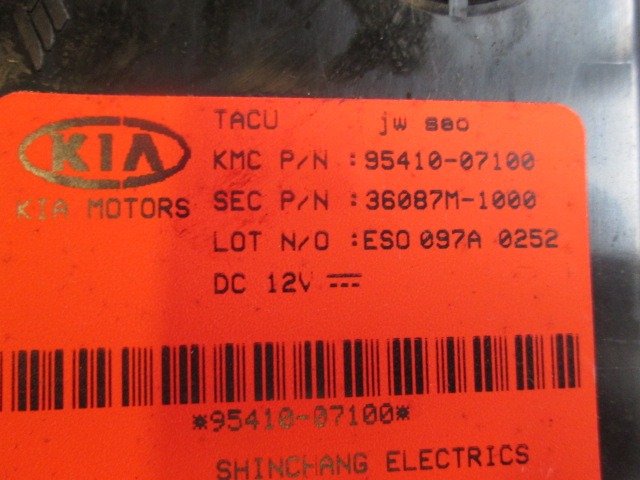 TACU jw seo
KIA
KMC P/N :95410-07100
KIA MOTORS
SEC P/N :36087M-1000
LOT N/O :ESO 097A 0252
DC 12V
*95410-07100*
SHINCHANG ELECTRICS